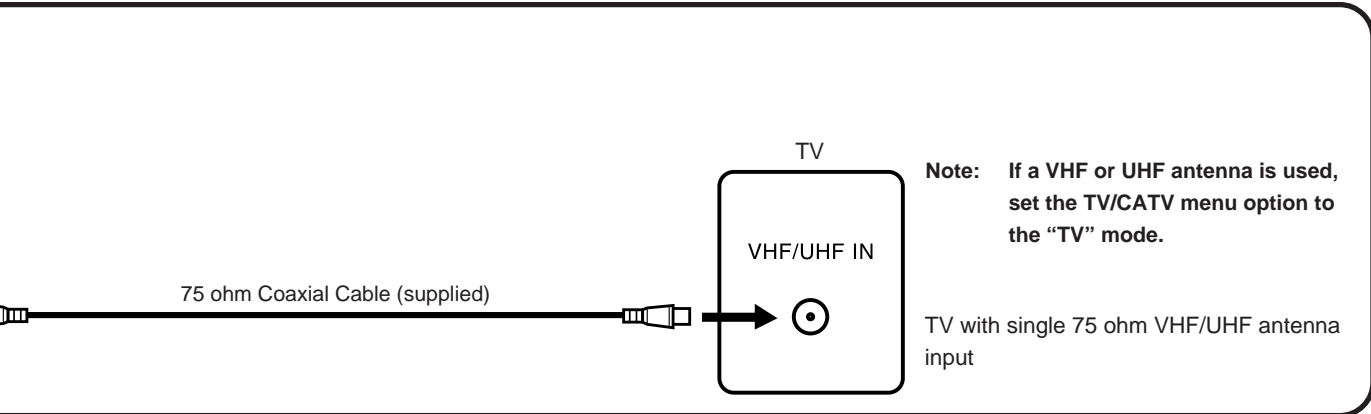 TV
Note: If a VHF or UHF antenna is used,
set the TV/CATV menu option to
the “TV” mode.
VHF/UHF IN
75 ohm Coaxial Cable (supplied)
TV with single 75 ohm VHF/UHF antenna
input